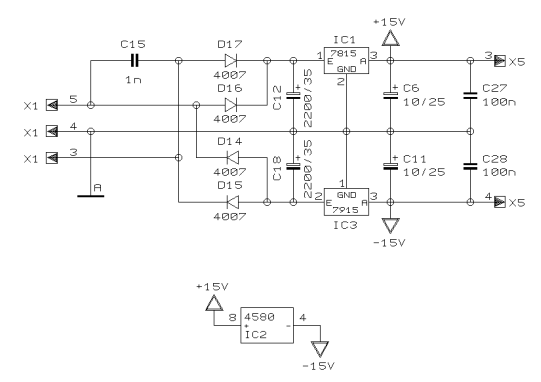 +15V
C15
1n
D17
4007
IC1
1 E 7815 A 3
GND
2
3 X5
D16
4007
C12
2200/35
+
C6
10/25
+
C27
100n
X1 5
X1 4
X1 3
A
D14
4007
C18
2200/35
+
C11
10/25
+
C28
100n
D15
4007
1
GND
2 E 7915 A 3
IC3
4 X5
-15V
+15V
8 4580 4
+ -
IC2
-15V